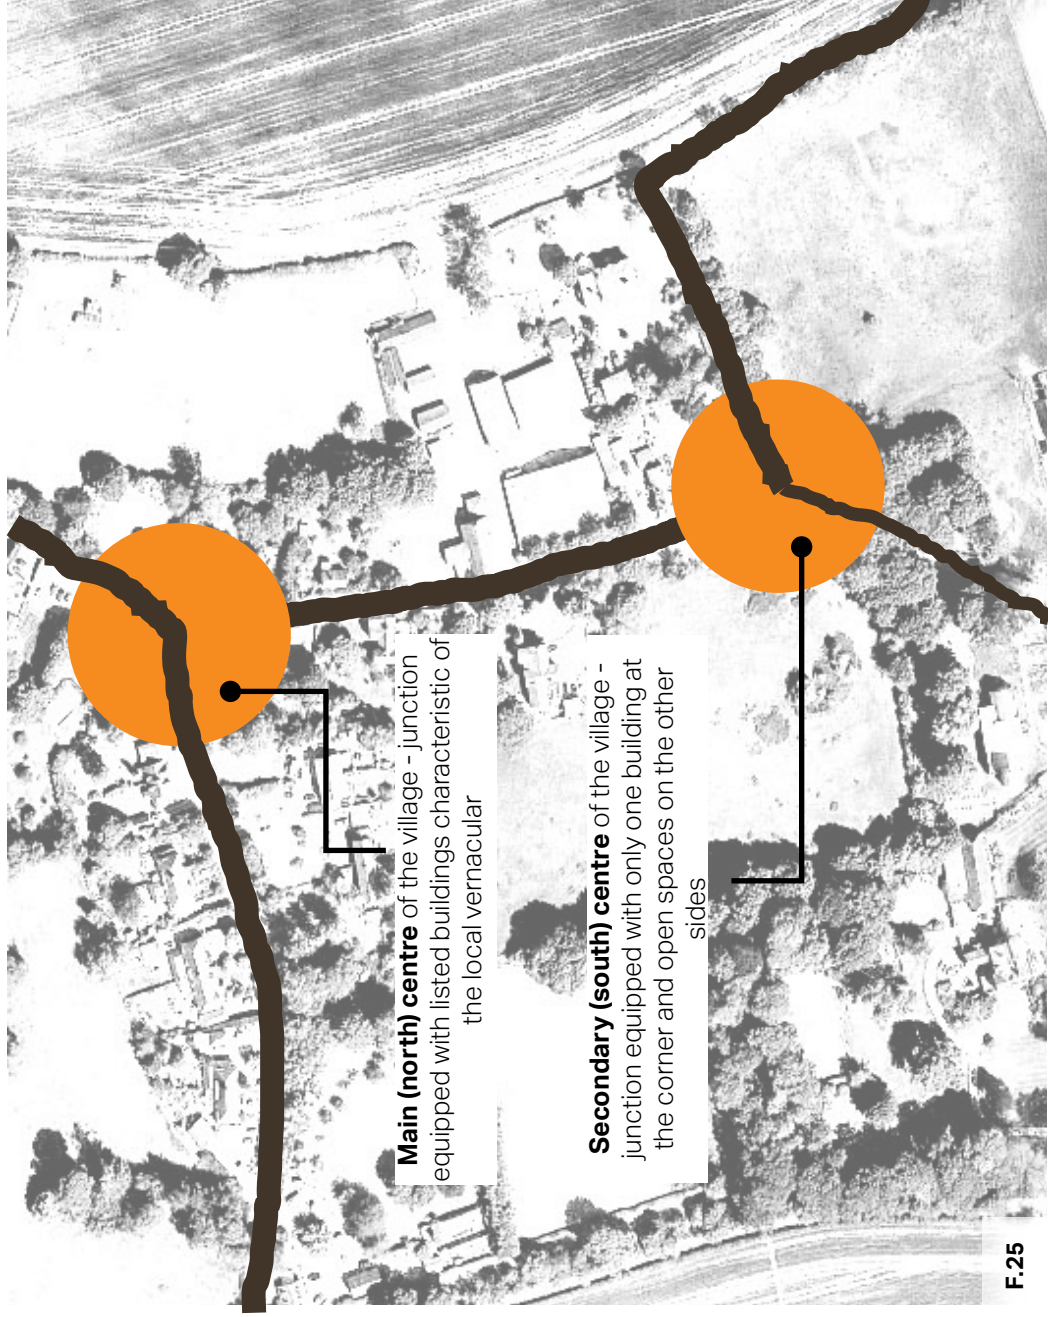 Main (north) centre of the village - junction
equipped with listed buildings characteristic of
the local vernacular
Secondary (south) centre of the village -
junction equipped with only one building at
the corner and open spaces on the other
sides
F.25